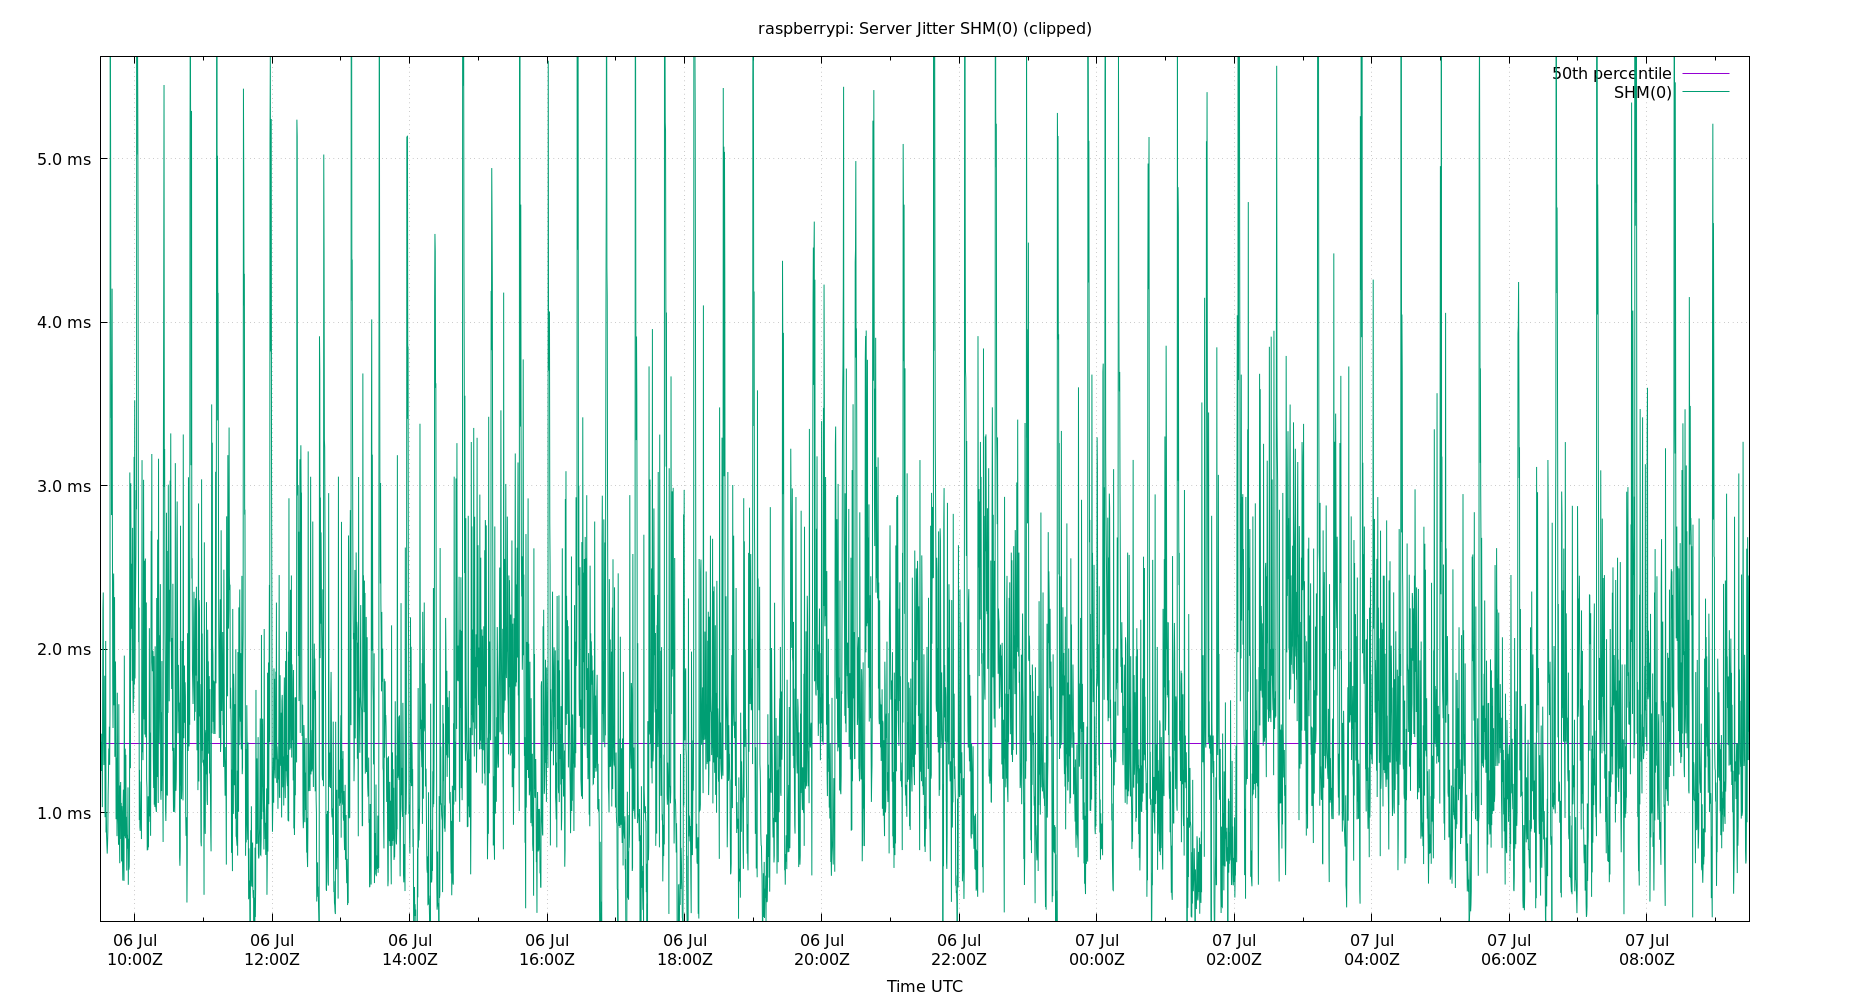 raspberrypi: Server Jitter SHM(0) (clipped)
50th percentile
SHM(0)
5.0 ms
4.0 ms
3.0 ms
2.0 ms
1.0 ms
06 Jul 06 Jul 06 Jul 06 Jul 06 Jul 06 Jul 06 Jul 07 Jul 07 Jul 07 Jul 07 Jul 07 Jul
10:00Z 12:00Z 14:00Z 16:00Z 18:00Z 20:00Z 22:00Z 00:00Z 02:00Z 04:00Z 06:00Z 08:00Z
Time UTC